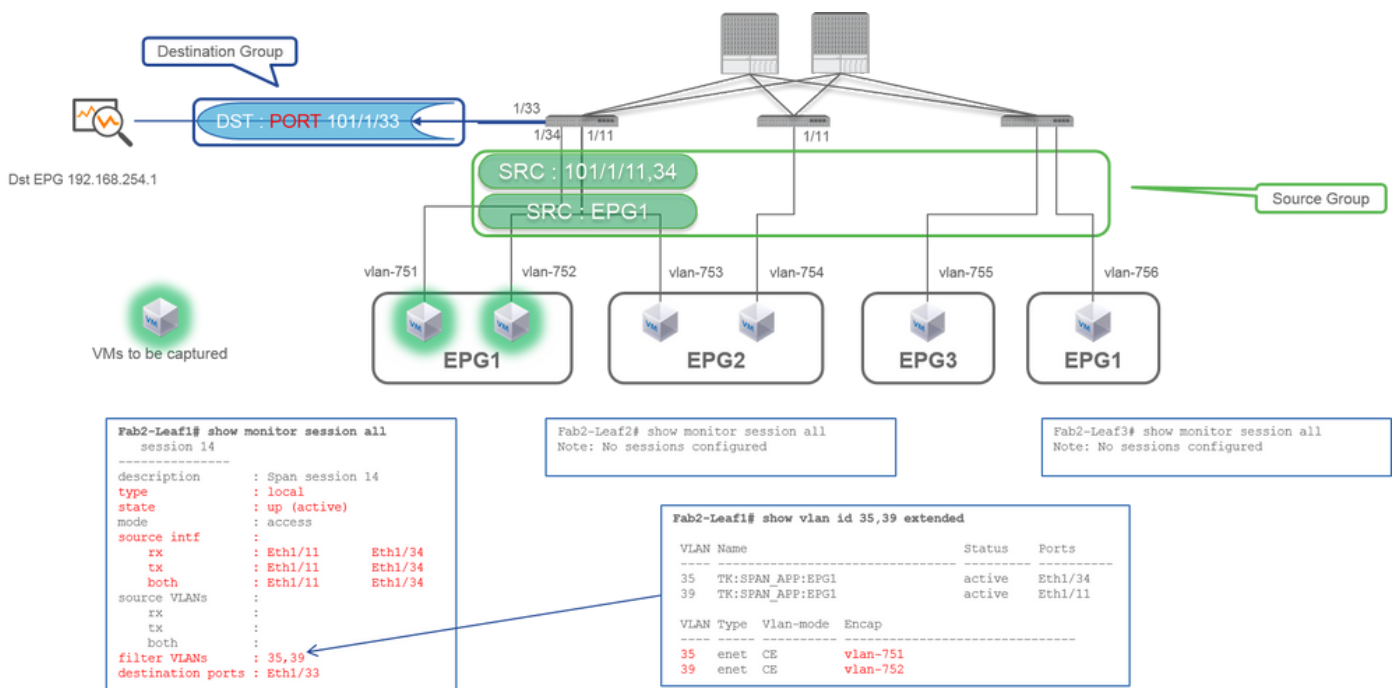 Destination Group
DST : PORT 101/1/33
1/33
1/34
1/11
1/11
Dst EPG 192.168.254.1
SRC : 101/1/11,34
SRC : EPG1
Source Group
vlan-751
vlan-752
vlan-753
vlan-754
vlan-755
vlan-756
VM
VM
VM
VM
VM
VM
VM
VMs to be captured
EPG1
EPG2
EPG3
EPG1
Fab2-Leaf1# show monitor session all
session 14
---------------
description : Span session 14
type : local
state : up (active)
mode : access
source intf :
rx : Eth1/11 Eth1/34
tx : Eth1/11 Eth1/34
both : Eth1/11 Eth1/34
source VLANs :
rx :
tx :
both :
filter VLANs : 35,39
destination ports : Eth1/33
Fab2-Leaf2# show monitor session all
Note: No sessions configured
Fab2-Leaf3# show monitor session all
Note: No sessions configured
Fab2-Leaf1# show vlan id 35,39 extended
VLAN Name Status Ports
---- -------------------------------- --------- ----------
35 TK:SPAN_APP:EPG1 active Eth1/34
39 TK:SPAN_APP:EPG1 active Eth1/11
VLAN Type Vlan-mode Encap
---- ----- ---------- -------------------------------
35 enet CE vlan-751
39 enet CE vlan-752